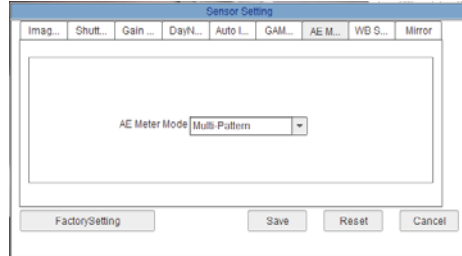 Sensor Setting
Imag... Shutt... Gain ... DayN... Auto I... GAM... AE M... WB S... Mirror
AE Meter Mode Multi-Pattern
FactorySetting Save Reset Cancel